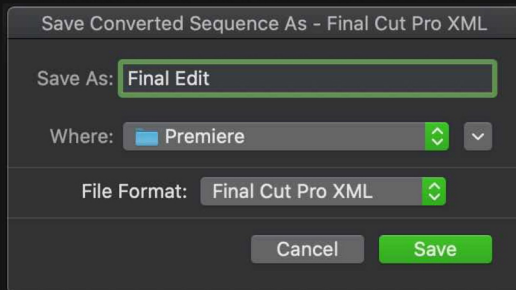 Save Converted Sequence As - Final Cut Pro XML
Save As: Final Edit
Where: Premiere
File Format: Final Cut Pro XML
Cancel Save